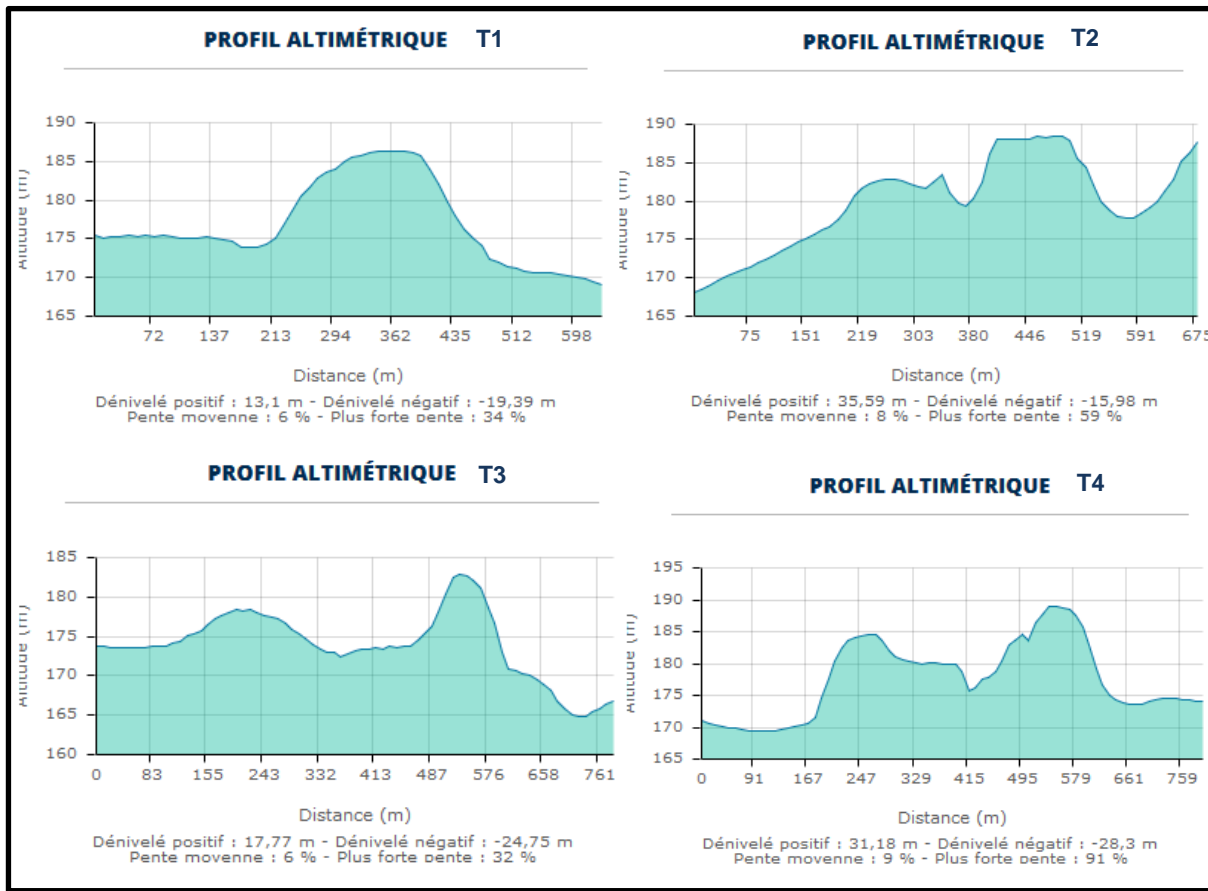 PROFIL ALTIMÉTRIQUE T1
190
185
180
175
170
165
Altitude (m)
72 137 213 294 362 435 512 598
Distance (m)
Dénivelé positif : 13,1 m - Dénivelé négatif : -19,39 m
Pente moyenne : 6 % - Plus forte pente : 34 %
PROFIL ALTIMÉTRIQUE T2
190
185
180
175
170
165
Altitude (m)
75 151 219 303 380 446 519 591 675
Distance (m)
Dénivelé positif : 35,59 m - Dénivelé négatif : -15,98 m
Pente moyenne : 8 % - Plus forte pente : 59 %
PROFIL ALTIMÉTRIQUE T3
185
180
175
170
165
160
Altitude (m)
0 83 155 243 332 413 487 576 658 761
Distance (m)
Dénivelé positif : 17,77 m - Dénivelé négatif : -24,75 m
Pente moyenne : 6 % - Plus forte pente : 32 %
PROFIL ALTIMÉTRIQUE T4
195
190
185
180
175
170
165
Altitude (m)
0 91 167 247 329 415 495 579 661 759
Distance (m)
Dénivelé positif : 31,18 m - Dénivelé négatif : -28,3 m
Pente moyenne : 9 % - Plus forte pente : 91 %